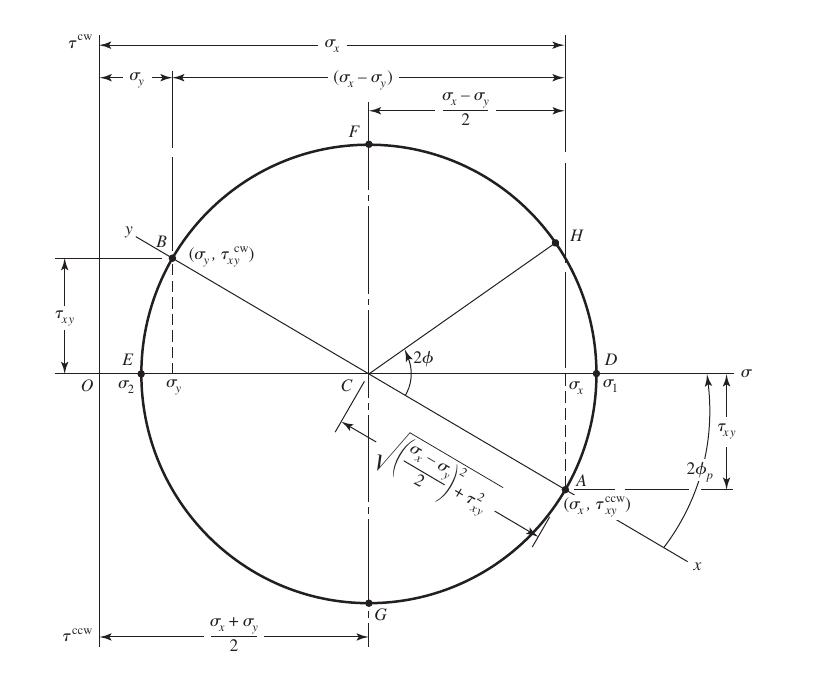 τ^cw
σ_x
σ_y
(σ_x – σ_y)
σ_x – σ_y
2
F
y
B
H
(σ_y, τ_xy^cw)
τ_xy
2ϕ
E
D
O
σ_2
σ_y
C
σ_x
σ_1
σ
τ_xy
√((σ_x – σ_y / 2)^2 + τ_xy^2)
2ϕ_p
A
(σ_x, τ_xy^ccw)
x
G
τ^ccw
σ_x + σ_y
2